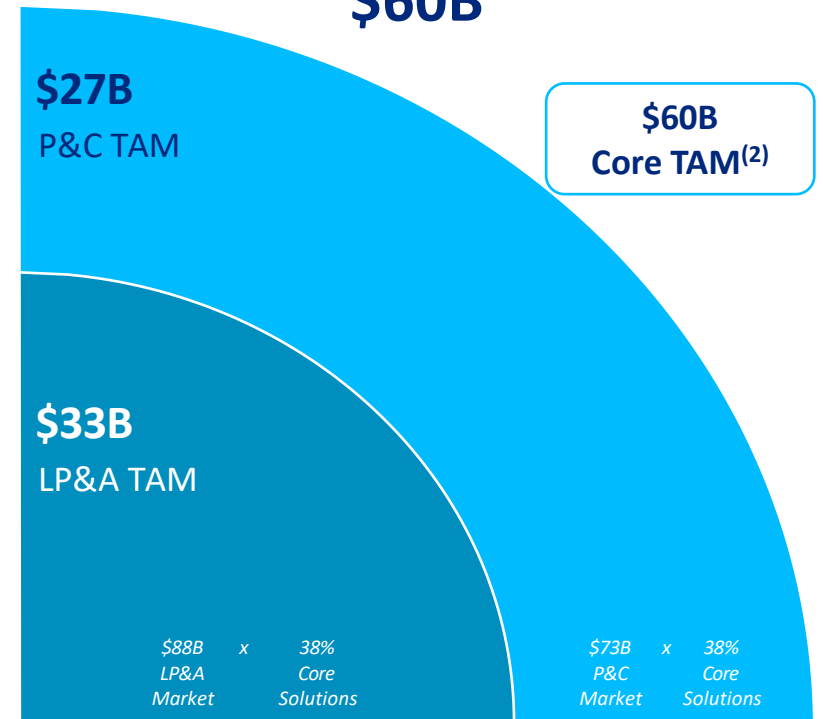 $60B
$27B
P&C TAM
$60B
Core TAM(2)
$33B
LP&A TAM
$88B x 38%
LP&A Core
Market Solutions
$73B x 38%
P&C Core
Market Solutions